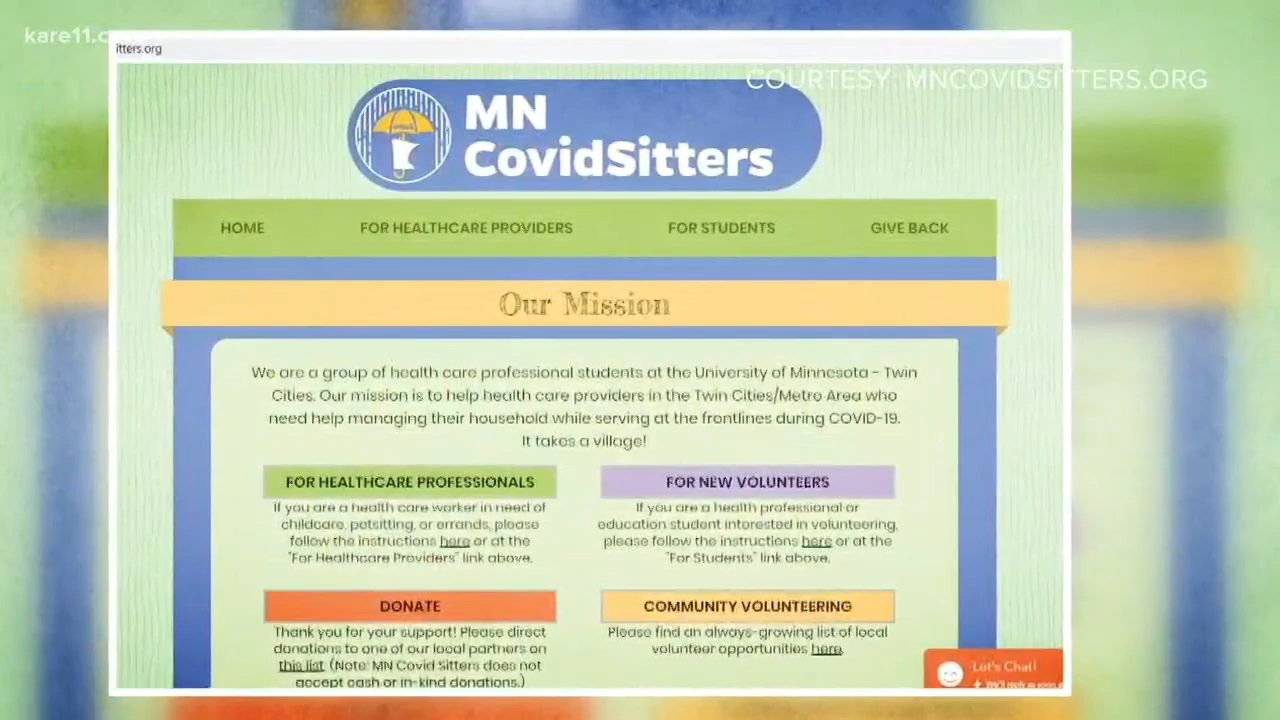 kare11.c
itters.org
COURTESY: MNCOVIDSITTERS.ORG
MN
CovidSitters
HOME FOR HEALTHCARE PROVIDERS FOR STUDENTS GIVE BACK
Our Mission
We are a group of health care professional students at the University of Minnesota - Twin
Cities. Our mission is to help health care providers in the Twin Cities/Metro Area who
need help managing their household while serving at the frontlines during COVID-19.
It takes a village!
FOR HEALTHCARE PROFESSIONALS
If you are a health care worker in need of
childcare, petsitting, or errands, please
follow the instructions here or at the
"For Healthcare Providers" link above.
FOR NEW VOLUNTEERS
If you are a health professional or
education student interested in volunteering,
please follow the instructions here or at the
"For Students" link above.
DONATE
Thank you for your support! Please direct
donations to one of our local partners on
this list. (Note: MN Covid Sitters does not
accept cash or in-kind donations.)
COMMUNITY VOLUNTEERING
Please find an always-growing list of local
volunteer opportunities here.
Let's Chat!
We'll reply as soon